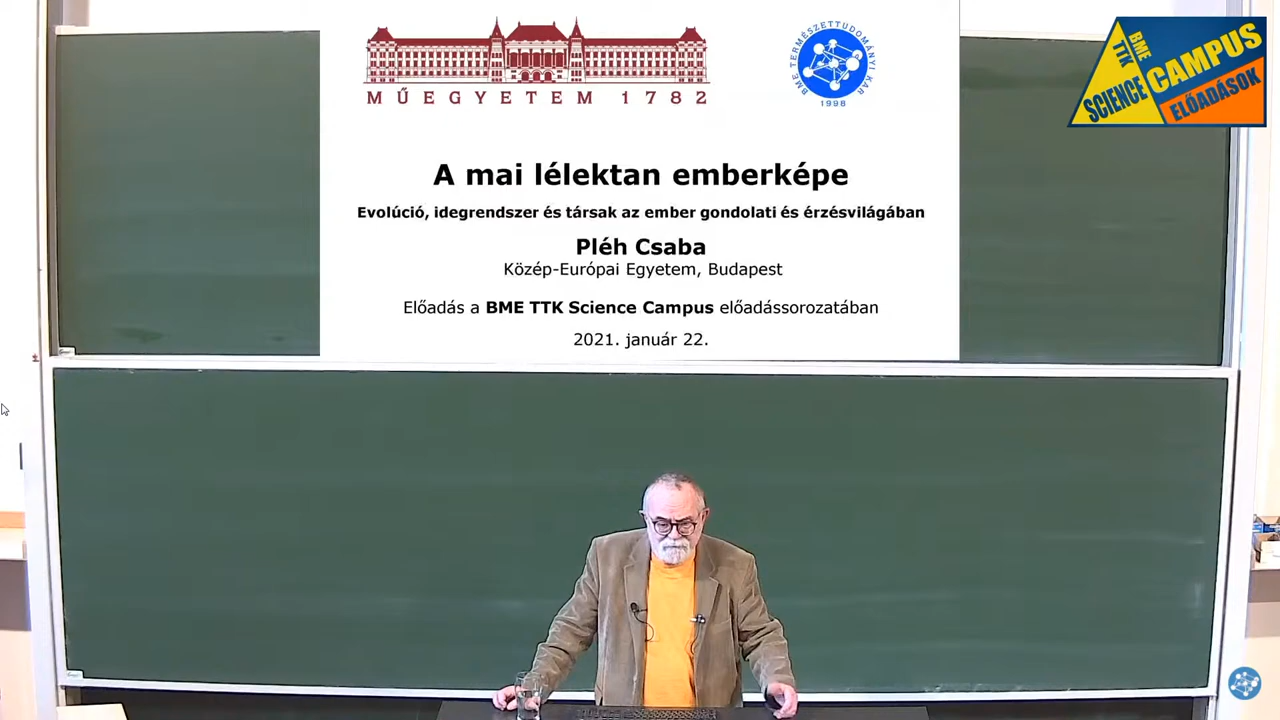 MŰEGYETEM 1782
BME TERMÉSZETTUDOMÁNYI KAR
1998
BME
TTK
SCIENCE
CAMPUS
ELŐADÁSOK
A mai lélektan emberképe
Evolúció, idegrendszer és társak az ember gondolati és érzésvilágában
Pléh Csaba
Közép-Európai Egyetem, Budapest
Előadás a BME TTK Science Campus előadássorozatában
2021. január 22.